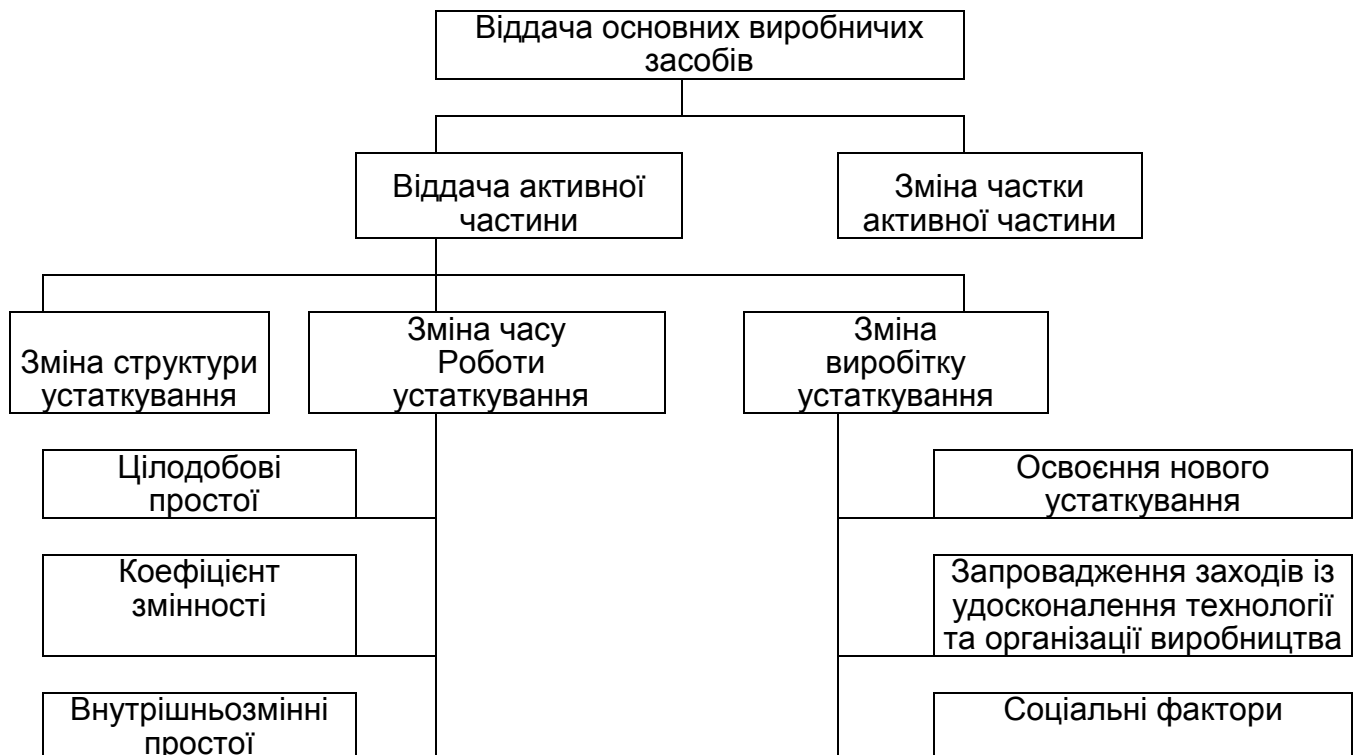 Віддача основних виробничих
засобів
Віддача активної
частини
Зміна частки
активної частини
Зміна структури
устаткування
Зміна часу
Роботи
устаткування
Зміна
виробітку
устаткування
Цілодобові
простої
Освоєння нового
устаткування
Коефіцієнт
змінності
Запровадження заходів із
удосконалення технології
та організації виробництва
Внутрішньозмінні
простої
Соціальні фактори